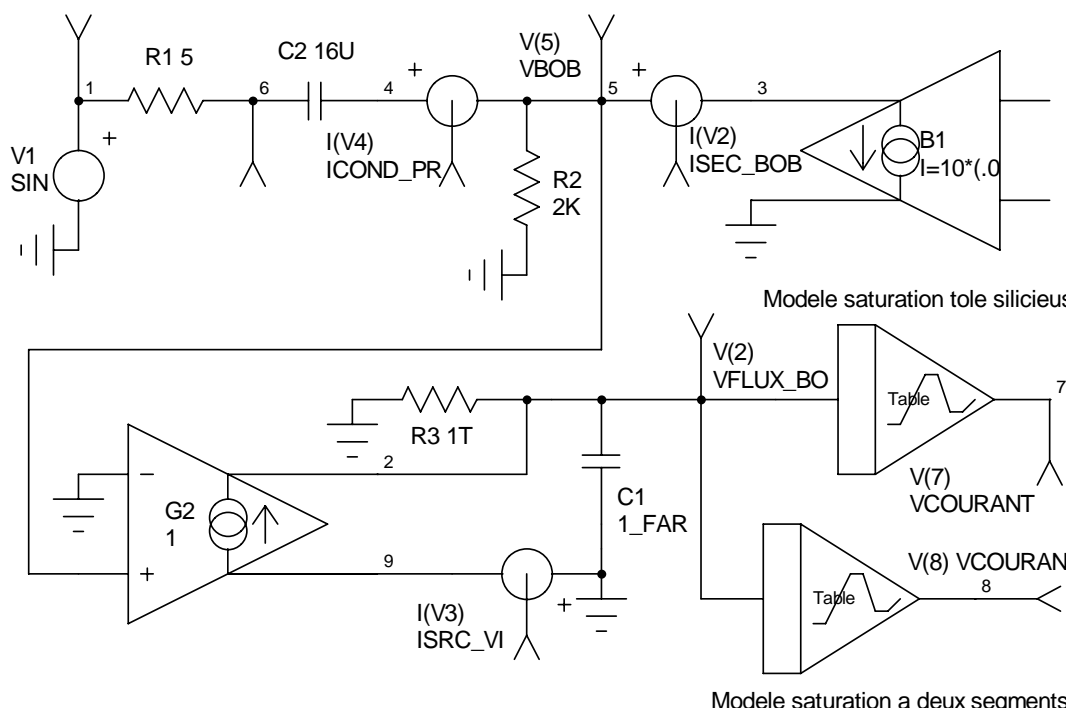 R1 5
C2 16U
V(5)
VBOB
1
6
4
+
5
+
3
V1
SIN
+
I(V4)
ICOND_PR
R2
2K
I(V2)
ISEC_BOB
B1
I=10*(.0
Modele saturation tole silicieus
V(2)
VFLUX_BO
Table
7
R3 1T
2
V(7)
VCOURANT
G2
1
C1
1_FAR
9
+
I(V3)
ISRC_VI
V(8) VCOURAN
8
Table
Modele saturation a deux segments